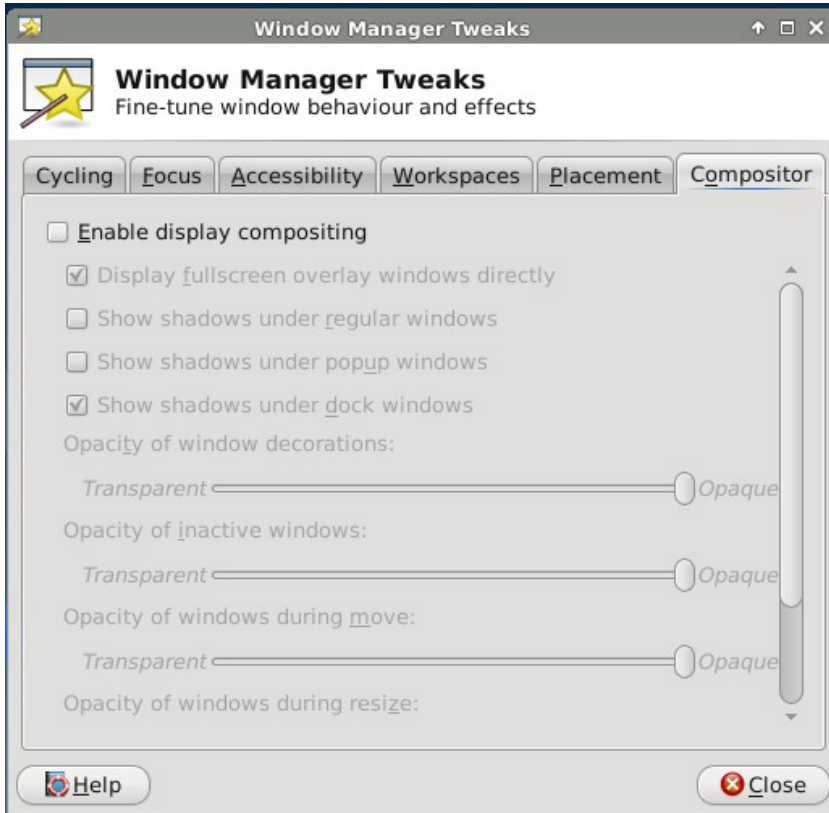 Window Manager Tweaks
Window Manager Tweaks
Fine-tune window behaviour and effects
Cycling Focus Accessibility Workspaces Placement Compositor
Enable display compositing
Display fullscreen overlay windows directly
Show shadows under regular windows
Show shadows under popup windows
Show shadows under dock windows
Opacity of window decorations:
Transparent Opaque
Opacity of inactive windows:
Transparent Opaque
Opacity of windows during move:
Transparent Opaque
Opacity of windows during resize:
Help Close